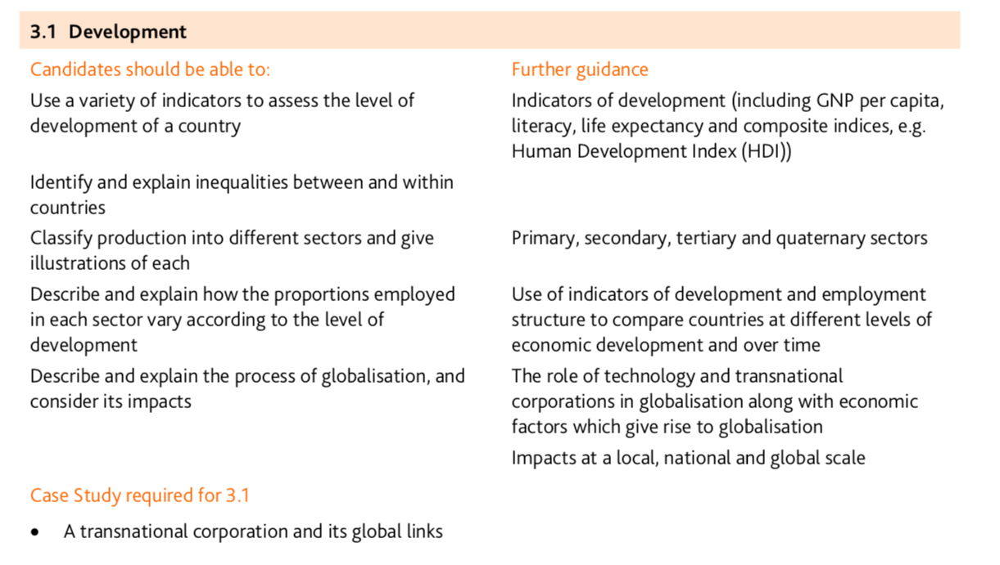 3.1 Development
Candidates should be able to:
Further guidance
Use a variety of indicators to assess the level of
development of a country
Indicators of development (including GNP per capita,
literacy, life expectancy and composite indices, e.g.
Human Development Index (HDI))
Identify and explain inequalities between and within
countries
Classify production into different sectors and give
illustrations of each
Primary, secondary, tertiary and quaternary sectors
Describe and explain how the proportions employed
in each sector vary according to the level of
development
Use of indicators of development and employment
structure to compare countries at different levels of
economic development and over time
Describe and explain the process of globalisation, and
consider its impacts
The role of technology and transnational
corporations in globalisation along with economic
factors which give rise to globalisation
Impacts at a local, national and global scale
Case Study required for 3.1
• A transnational corporation and its global links